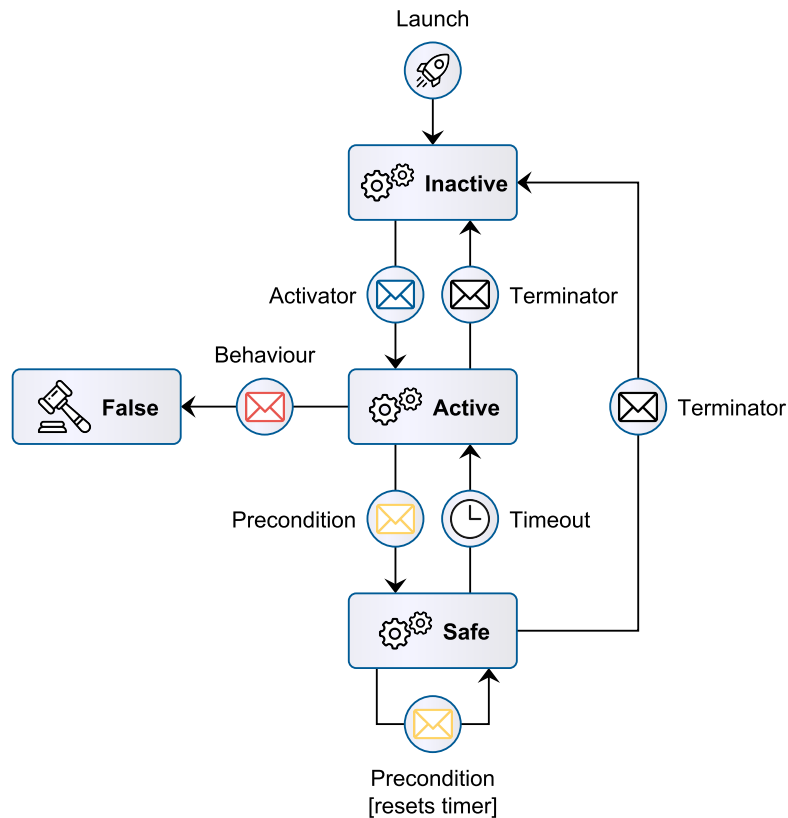 Launch
Inactive
Activator
Terminator
Behaviour
False
Active
Terminator
Precondition
Timeout
Safe
Precondition
[resets timer]